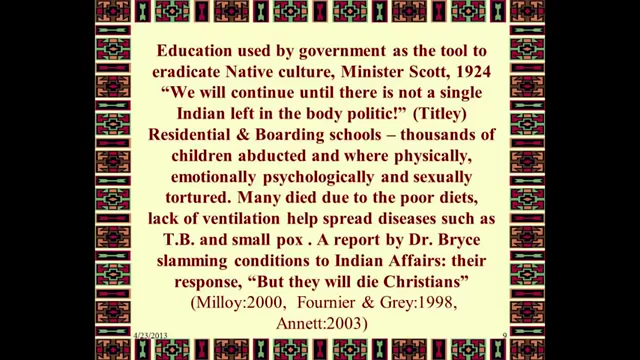 Education used by government as the tool to
eradicate Native culture, Minister Scott, 1924
“We will continue until there is not a single
Indian left in the body politic!” (Titley)
Residential & Boarding schools – thousands of
children abducted and where physically,
emotionally psychologically and sexually
tortured. Many died due to the poor diets,
lack of ventilation help spread diseases such as
T.B. and small pox . A report by Dr. Bryce
slamming conditions to Indian Affairs: their
response, “But they will die Christians”
(Milloy:2000, Fournier & Grey:1998,
Annett:2003)
4/23/2013
9